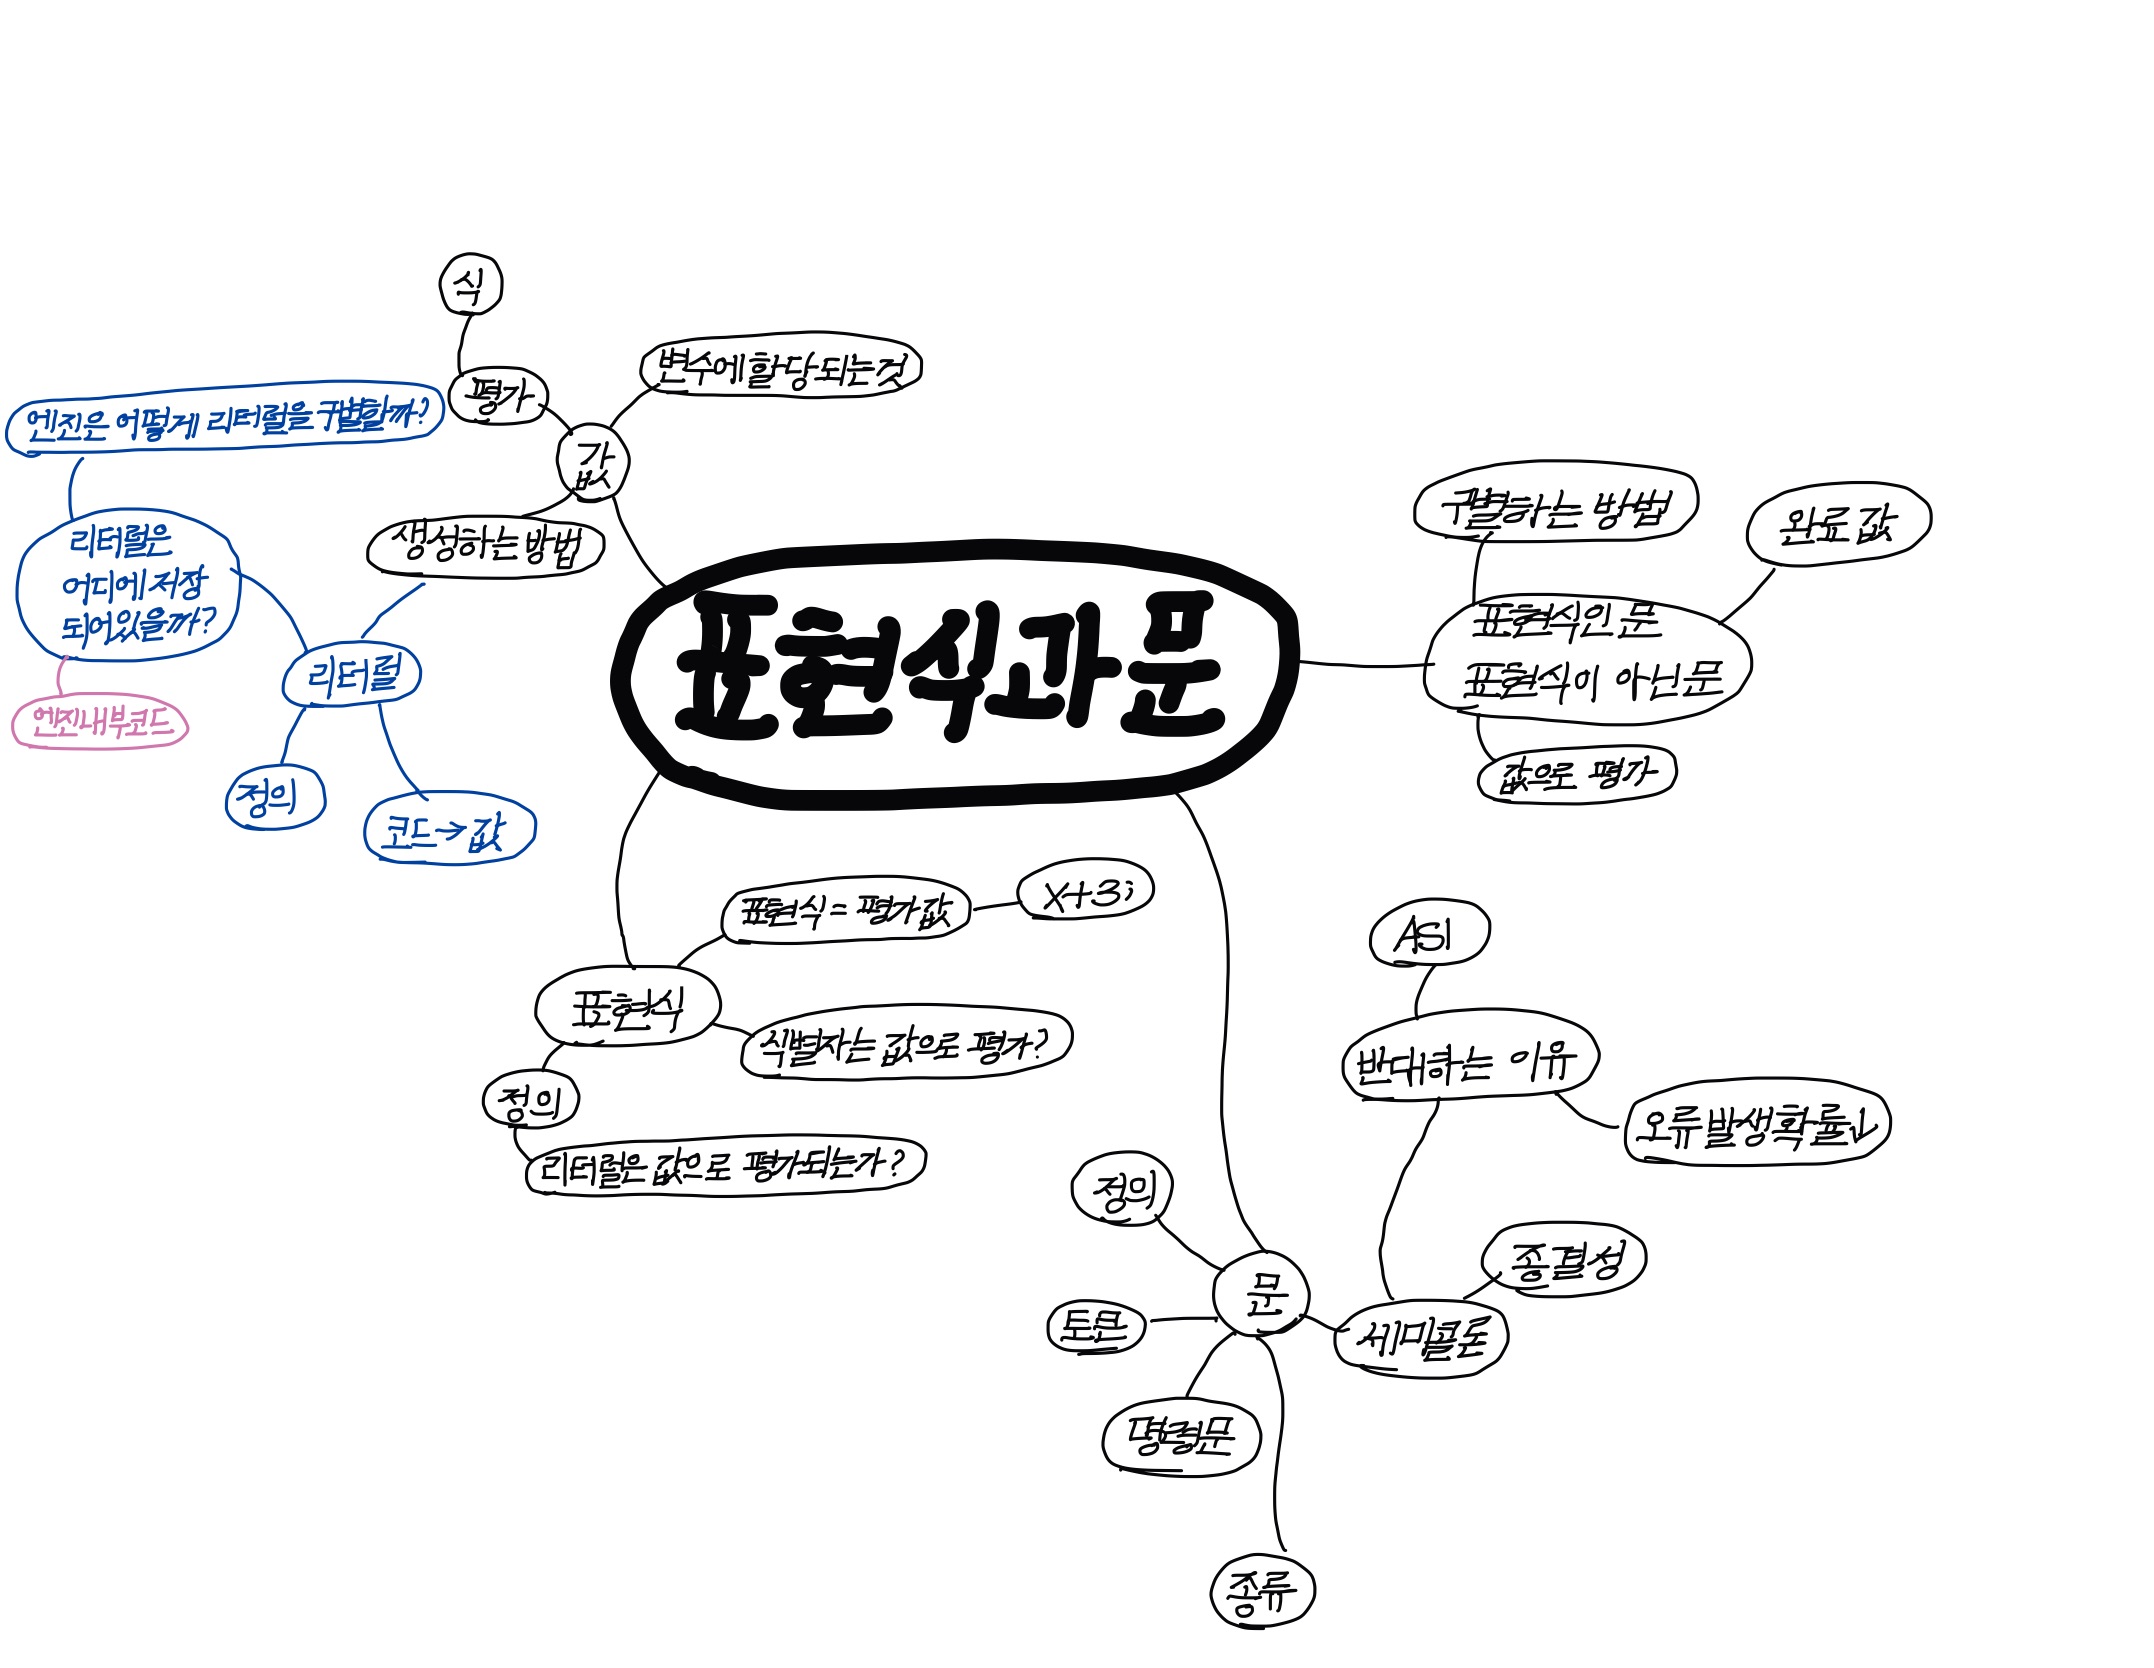 식
변수에할당되는것
평가
엔진은 어떻게 리터럴을 구별할까?
값
생성하는 방법
리터럴은
어디에 저장
되어있을까?
리터럴
엔진내부코드
정의
코드→값
표현식과 문
구별하는 방법
완료 값
표현식인 문
표현식이 아닌 문
값으로 평가
표현식 = 평가값
X+3;
표현식
식별자는 값으로 평가?
정의
리터럴은 값으로 평가되는가?
ASI
반대하는 이유
오류발생확률↓
정의
문
종결성
토큰
세미콜론
명령문
종류